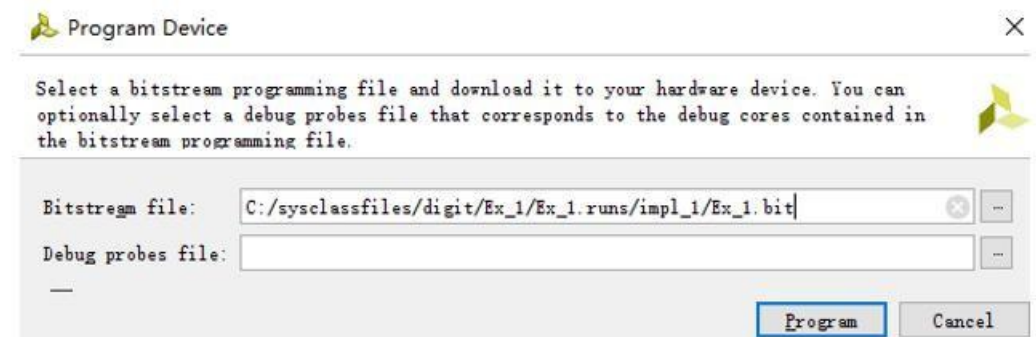 Program Device
Select a bitstream programming file and download it to your hardware device. You can
optionally select a debug probes file that corresponds to the debug cores contained in
the bitstream programming file.
Bitstream file: C:/sysclassfiles/digit/Ex_1/Ex_1.runs/impl_1/Ex_1.bit ...
Debug probes file: ...
Program Cancel